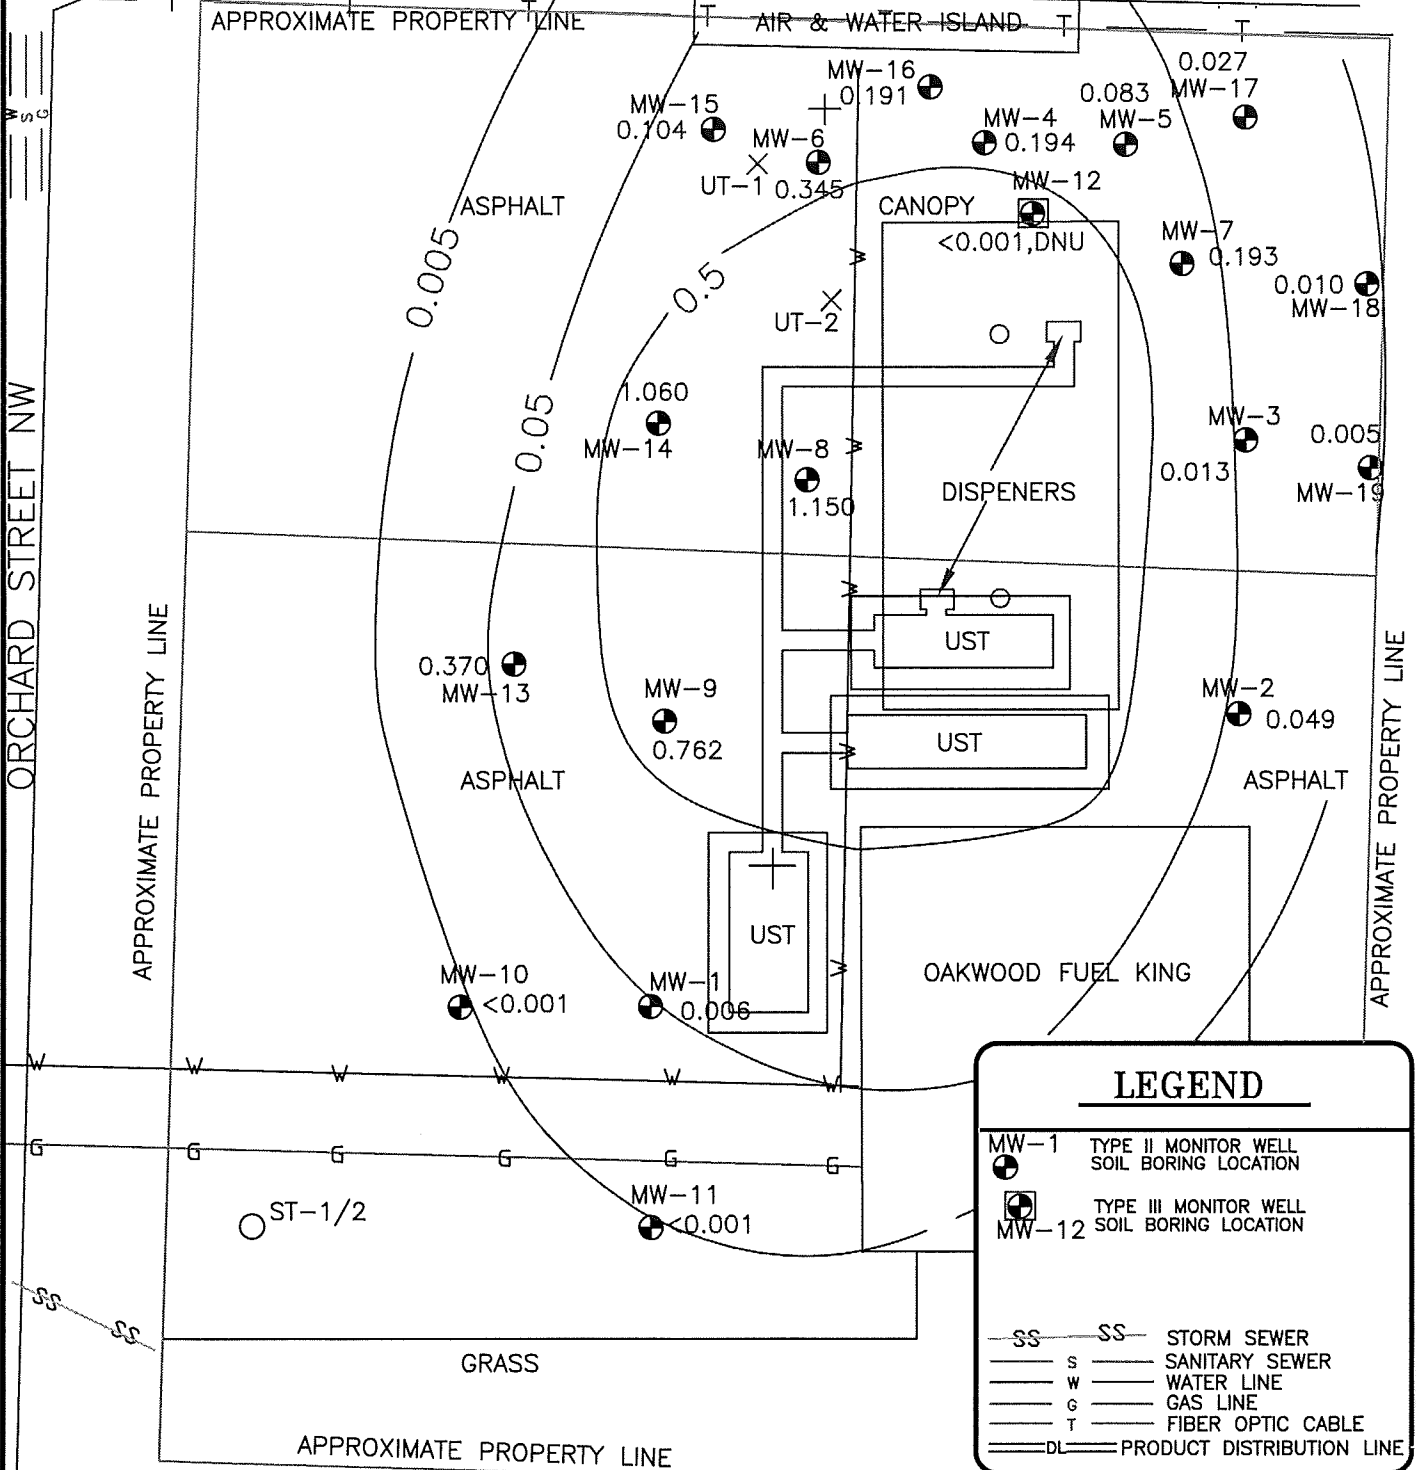 APPROXIMATE PROPERTY LINE
T
T
AIR & WATER ISLAND
T
T
T
T
W
S
G
MW-16
0.191
0.027
MW-17
0.083
MW-5
MW-15
0.104
MW-6
0.345
UT-1
MW-4
0.194
ASPHALT
CANOPY
MW-12
<0.001,DNU
MW-7
0.193
0.010
MW-18
0.005
0.05
0.5
UT-2
W
1.060
MW-14
MW-8
1.150
W
MW-3
0.013
0.005
MW-19
DISPENERS
ORCHARD STREET NW
APPROXIMATE PROPERTY LINE
W
UST
0.370
MW-13
MW-9
0.762
UST
W
MW-2
0.049
ASPHALT
ASPHALT
APPROXIMATE PROPERTY LINE
UST
W
OAKWOOD FUEL KING
MW-10
<0.001
MW-1
0.006
W W W W W W
G G G G G G
ST-1/2
MW-11
<0.001
SS
SS
GRASS
APPROXIMATE PROPERTY LINE
LEGEND
MW-1
TYPE II MONITOR WELL
SOIL BORING LOCATION
MW-12
TYPE III MONITOR WELL
SOIL BORING LOCATION
SS SS STORM SEWER
S SANITARY SEWER
W WATER LINE
G GAS LINE
T FIBER OPTIC CABLE
DL PRODUCT DISTRIBUTION LINE